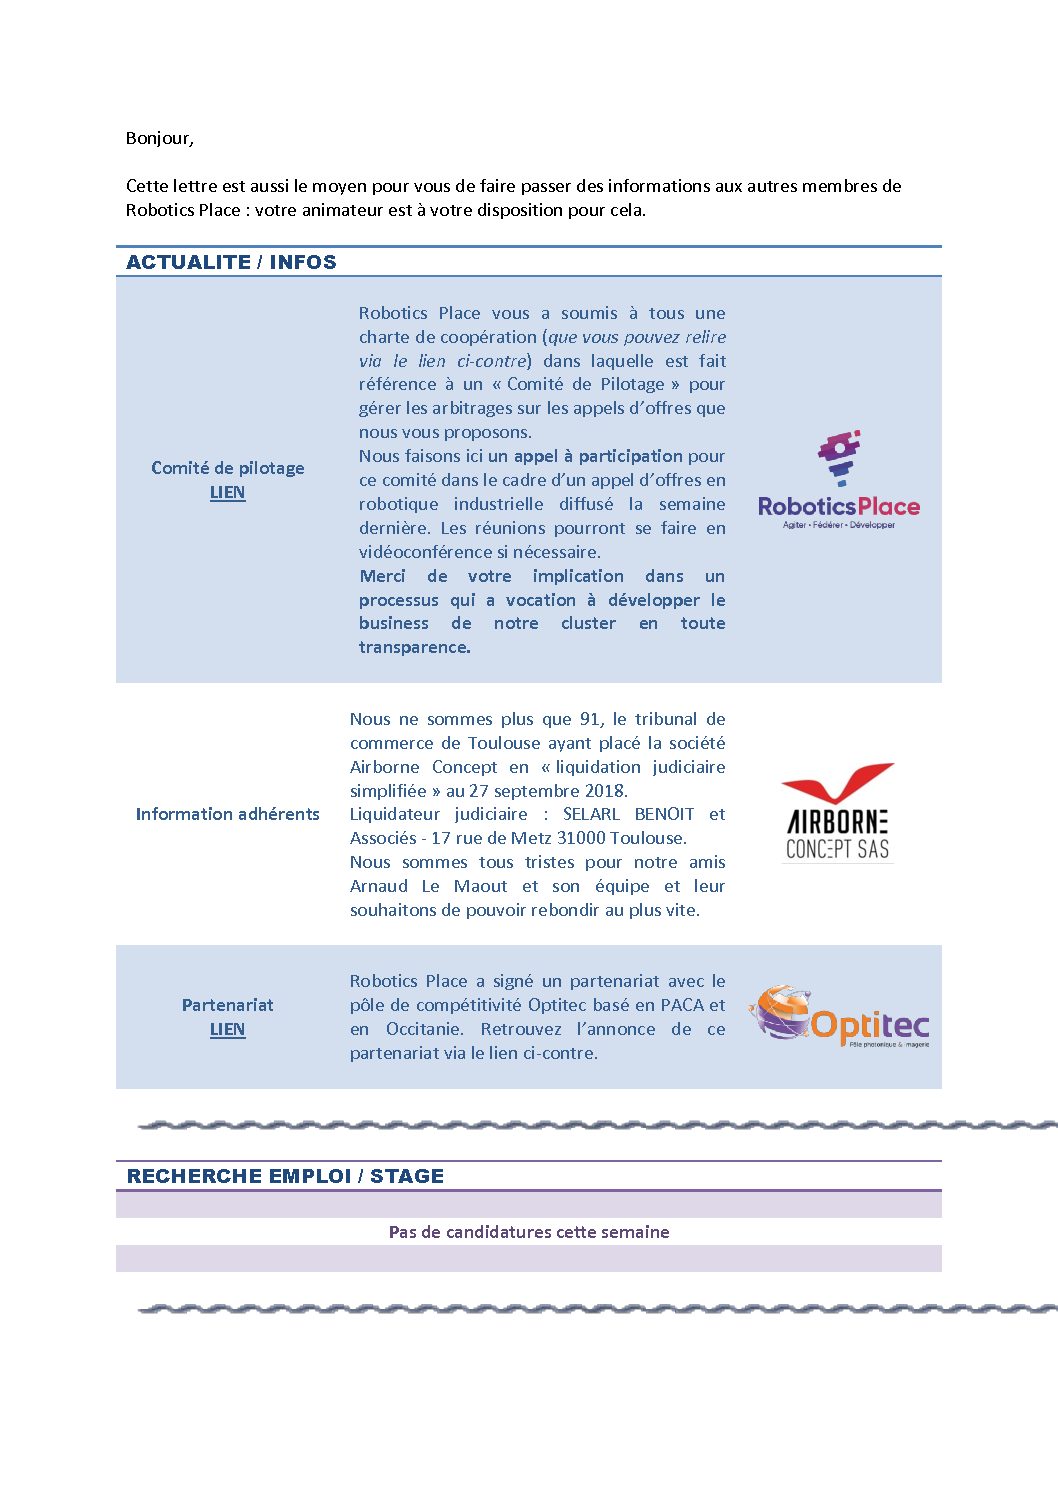 Bonjour,
Cette lettre est aussi le moyen pour vous de faire passer des informations aux autres membres de
Robotics Place : votre animateur est à votre disposition pour cela.
ACTUALITE / INFOS
Comité de pilotage
LIEN
Robotics Place vous a soumis à tous une
charte de coopération (que vous pouvez relire
via le lien ci-contre) dans laquelle est fait
référence à un « Comité de Pilotage » pour
gérer les arbitrages sur les appels d’offres que
nous vous proposons.
Nous faisons ici un appel à participation pour
ce comité dans le cadre d’un appel d’offres en
robotique industrielle diffusé la semaine
dernière. Les réunions pourront se faire en
vidéoconférence si nécessaire.
Merci de votre implication dans un
processus qui a vocation à développer le
business de notre cluster en toute
transparence.
RoboticsPlace
Agiter • Fédérer • Développer
Information adhérents
Nous ne sommes plus que 91, le tribunal de
commerce de Toulouse ayant placé la société
Airborne Concept en « liquidation judiciaire
simplifiée » au 27 septembre 2018.
Liquidateur judiciaire : SELARL BENOIT et
Associés - 17 rue de Metz 31000 Toulouse.
Nous sommes tous tristes pour notre amis
Arnaud Le Maout et son équipe et leur
souhaitons de pouvoir rebondir au plus vite.
AIRBORNE
CONCEPT SAS
Partenariat
LIEN
Robotics Place a signé un partenariat avec le
pôle de compétitivité Optitec basé en PACA et
en Occitanie. Retrouvez l’annonce de ce
partenariat via le lien ci-contre.
Optitec
Pôle photonique & imagerie
RECHERCHE EMPLOI / STAGE
Pas de candidatures cette semaine